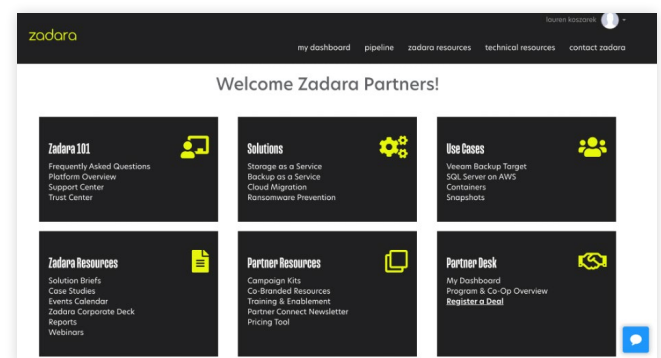 lauren koszarek
zadara
my dashboard pipeline zadara resources technical resources contact zadara
Welcome Zadara Partners!
Zadara 101
Frequently Asked Questions
Platform Overview
Support Center
Trust Center
Solutions
Storage as a Service
Backup as a Service
Cloud Migration
Ransomware Prevention
Use Cases
Veeam Backup Target
SQL Server on AWS
Containers
Snapshots
Zadara Resources
Solution Briefs
Case Studies
Events Calendar
Zadara Corporate Deck
Reports
Webinars
Partner Resources
Campaign Kits
Co-Branded Resources
Training & Enablement
Partner Connect Newsletter
Pricing Tool
Partner Desk
My Dashboard
Program & Co-Op Overview
Register a Deal